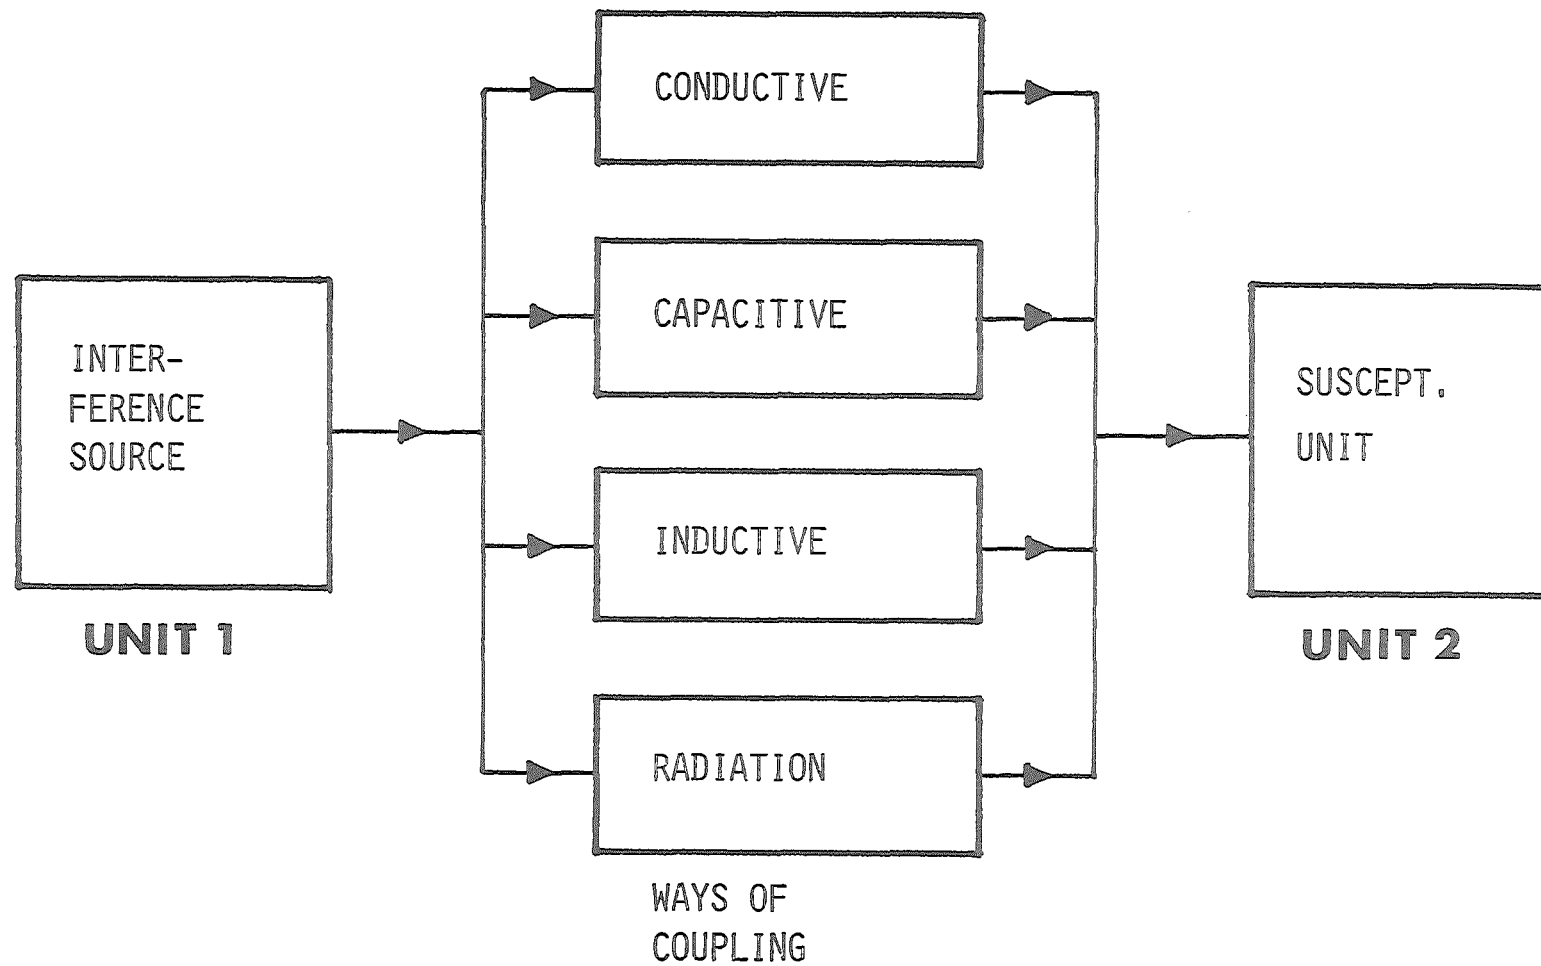 INTER-
FERENCE
SOURCE
UNIT 1
CONDUCTIVE
CAPACITIVE
INDUCTIVE
RADIATION
WAYS OF
COUPLING
SUSCEPT.
UNIT
UNIT 2